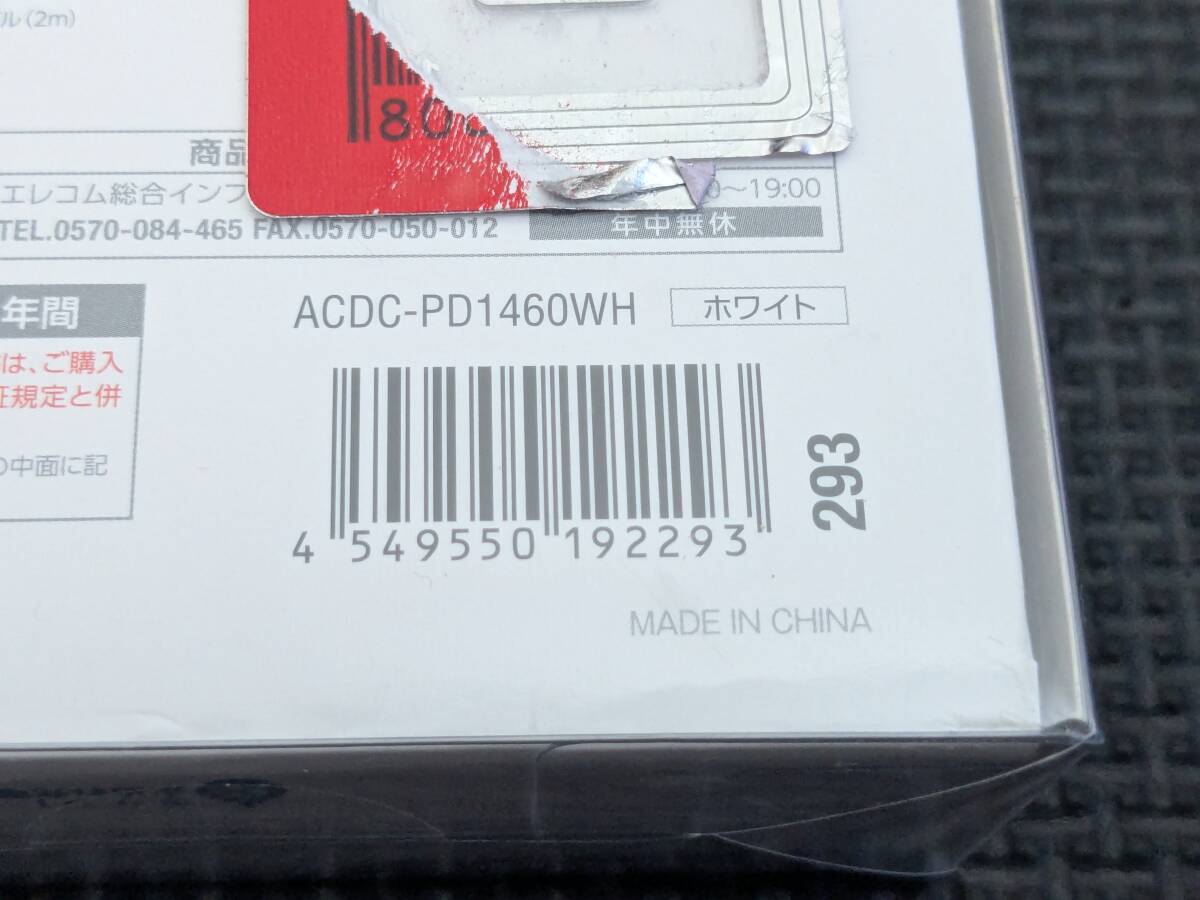 ル(2m)
商品
エレコム総合インフ
〜19:00
TEL.0570-084-465 FAX.0570-050-012
年中無休
年間
は、ご購入
証規定と併
の中面に記
ACDC-PD1460WH
ホワイト
4 549550 192293
293
MADE IN CHINA